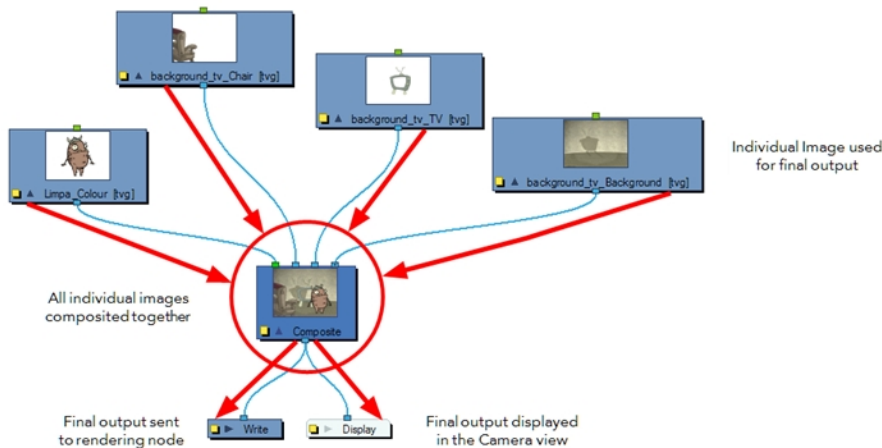 background_tv_Chair [tvg]
background_tv_TV [tvg]
Limpa_Colour [tvg]
background_tv_Background [tvg]
Individual Image used
for final output
All individual images
composited together
Composite
Final output sent
to rendering node
Write
Display
Final output displayed
in the Camera view